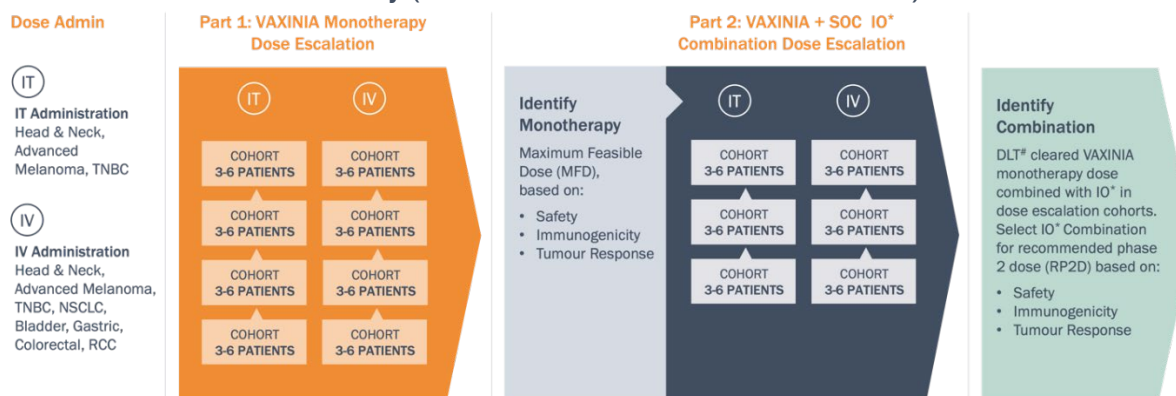 Dose Admin
IT
IT Administration
Head & Neck,
Advanced
Melanoma, TNBC
IV
IV Administration
Head & Neck,
Advanced Melanoma,
TNBC, NSCLC,
Bladder, Gastric,
Colorectal, RCC
Part 1: VAXINIA Monotherapy
Dose Escalation
IT
IV
COHORT
3-6 PATIENTS
COHORT
3-6 PATIENTS
COHORT
3-6 PATIENTS
COHORT
3-6 PATIENTS
COHORT
3-6 PATIENTS
COHORT
3-6 PATIENTS
COHORT
3-6 PATIENTS
COHORT
3-6 PATIENTS
Identify
Monotherapy
Maximum Feasible
Dose (MFD),
based on:
• Safety
• Immunogenicity
• Tumour Response
Part 2: VAXINIA + SOC IO*
Combination Dose Escalation
IT
IV
COHORT
3-6 PATIENTS
COHORT
3-6 PATIENTS
COHORT
3-6 PATIENTS
COHORT
3-6 PATIENTS
COHORT
3-6 PATIENTS
COHORT
3-6 PATIENTS
Identify
Combination
DLT# cleared VAXINIA
monotherapy dose
combined with IO* in
dose escalation cohorts.
Select IO* Combination
for recommended phase
2 dose (RP2D) based on:
• Safety
• Immunogenicity
• Tumour Response